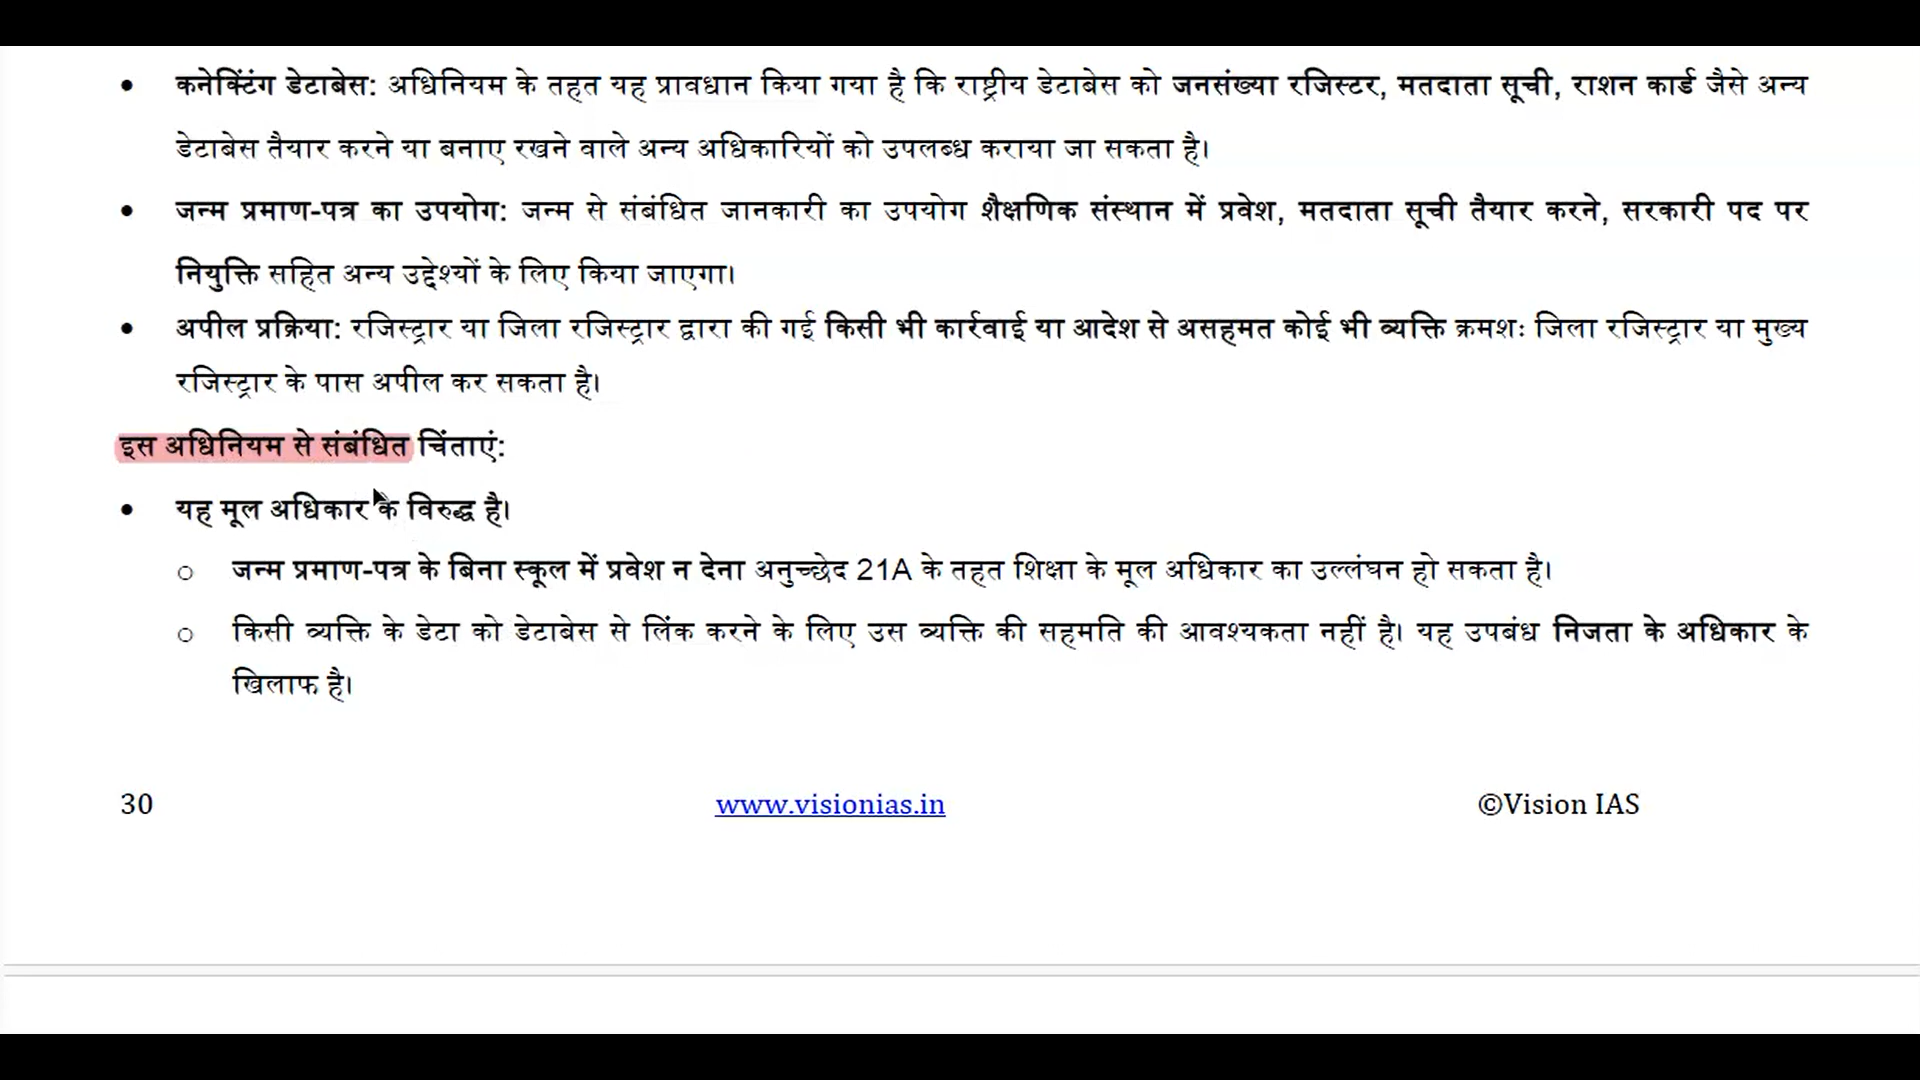 • कनेक्टिंग डेटाबेस: अधिनियम के तहत यह प्रावधान किया गया है कि राष्ट्रीय डेटाबेस को जनसंख्या रजिस्टर, मतदाता सूची, राशन कार्ड जैसे अन्य
डेटाबेस तैयार करने या बनाए रखने वाले अन्य अधिकारियों को उपलब्ध कराया जा सकता है।
• जन्म प्रमाण-पत्र का उपयोग: जन्म से संबंधित जानकारी का उपयोग शैक्षणिक संस्थान में प्रवेश, मतदाता सूची तैयार करने, सरकारी पद पर
नियुक्ति सहित अन्य उद्देश्यों के लिए किया जाएगा।
• अपील प्रक्रिया: रजिस्ट्रार या जिला रजिस्ट्रार द्वारा की गई किसी भी कार्रवाई या आदेश से असहमत कोई भी व्यक्ति क्रमशः जिला रजिस्ट्रार या मुख्य
रजिस्ट्रार के पास अपील कर सकता है।
इस अधिनियम से संबंधित चिंताएं:
• यह मूल अधिकार के विरुद्ध है।
○ जन्म प्रमाण-पत्र के बिना स्कूल में प्रवेश न देना अनुच्छेद 21A के तहत शिक्षा के मूल अधिकार का उल्लंघन हो सकता है।
○ किसी व्यक्ति के डेटा को डेटाबेस से लिंक करने के लिए उस व्यक्ति की सहमति की आवश्यकता नहीं है। यह उपबंध निजता के अधिकार के
खिलाफ है।
30 www.visionias.in ©Vision IAS